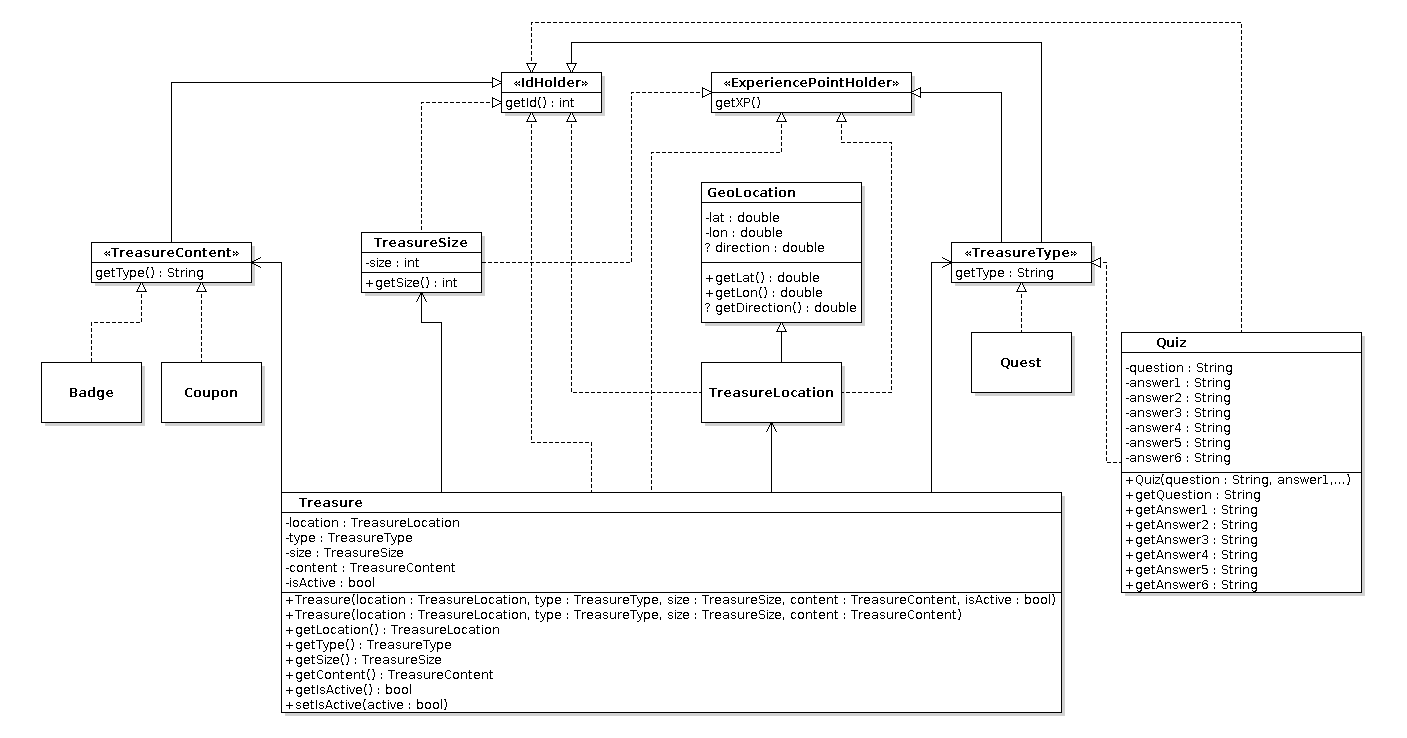 «IdHolder»
getId() : int
«ExperiencePointHolder»
getXP()
GeoLocation
-lat : double
-lon : double
? direction : double
+getLat() : double
+getLon() : double
? getDirection() : double
«TreasureContent»
getType() : String
TreasureSize
-size : int
+getSize() : int
«TreasureType»
getType : String
Badge
Coupon
TreasureLocation
Quest
Quiz
-question : String
-answer1 : String
-answer2 : String
-answer3 : String
-answer4 : String
-answer5 : String
-answer6 : String
+Quiz(question : String, answer1,...)
+getQuestion : String
+getAnswer1 : String
+getAnswer2 : String
+getAnswer3 : String
+getAnswer4 : String
+getAnswer5 : String
+getAnswer6 : String
Treasure
-location : TreasureLocation
-type : TreasureType
-size : TreasureSize
-content : TreasureContent
-isActive : bool
+Treasure(location : TreasureLocation, type : TreasureType, size : TreasureSize, content : TreasureContent, isActive : bool)
+Treasure(location : TreasureLocation, type : TreasureType, size : TreasureSize, content : TreasureContent)
+getLocation() : TreasureLocation
+getType() : TreasureType
+getSize() : TreasureSize
+getContent() : TreasureContent
+getIsActive() : bool
+setIsActive(active : bool)